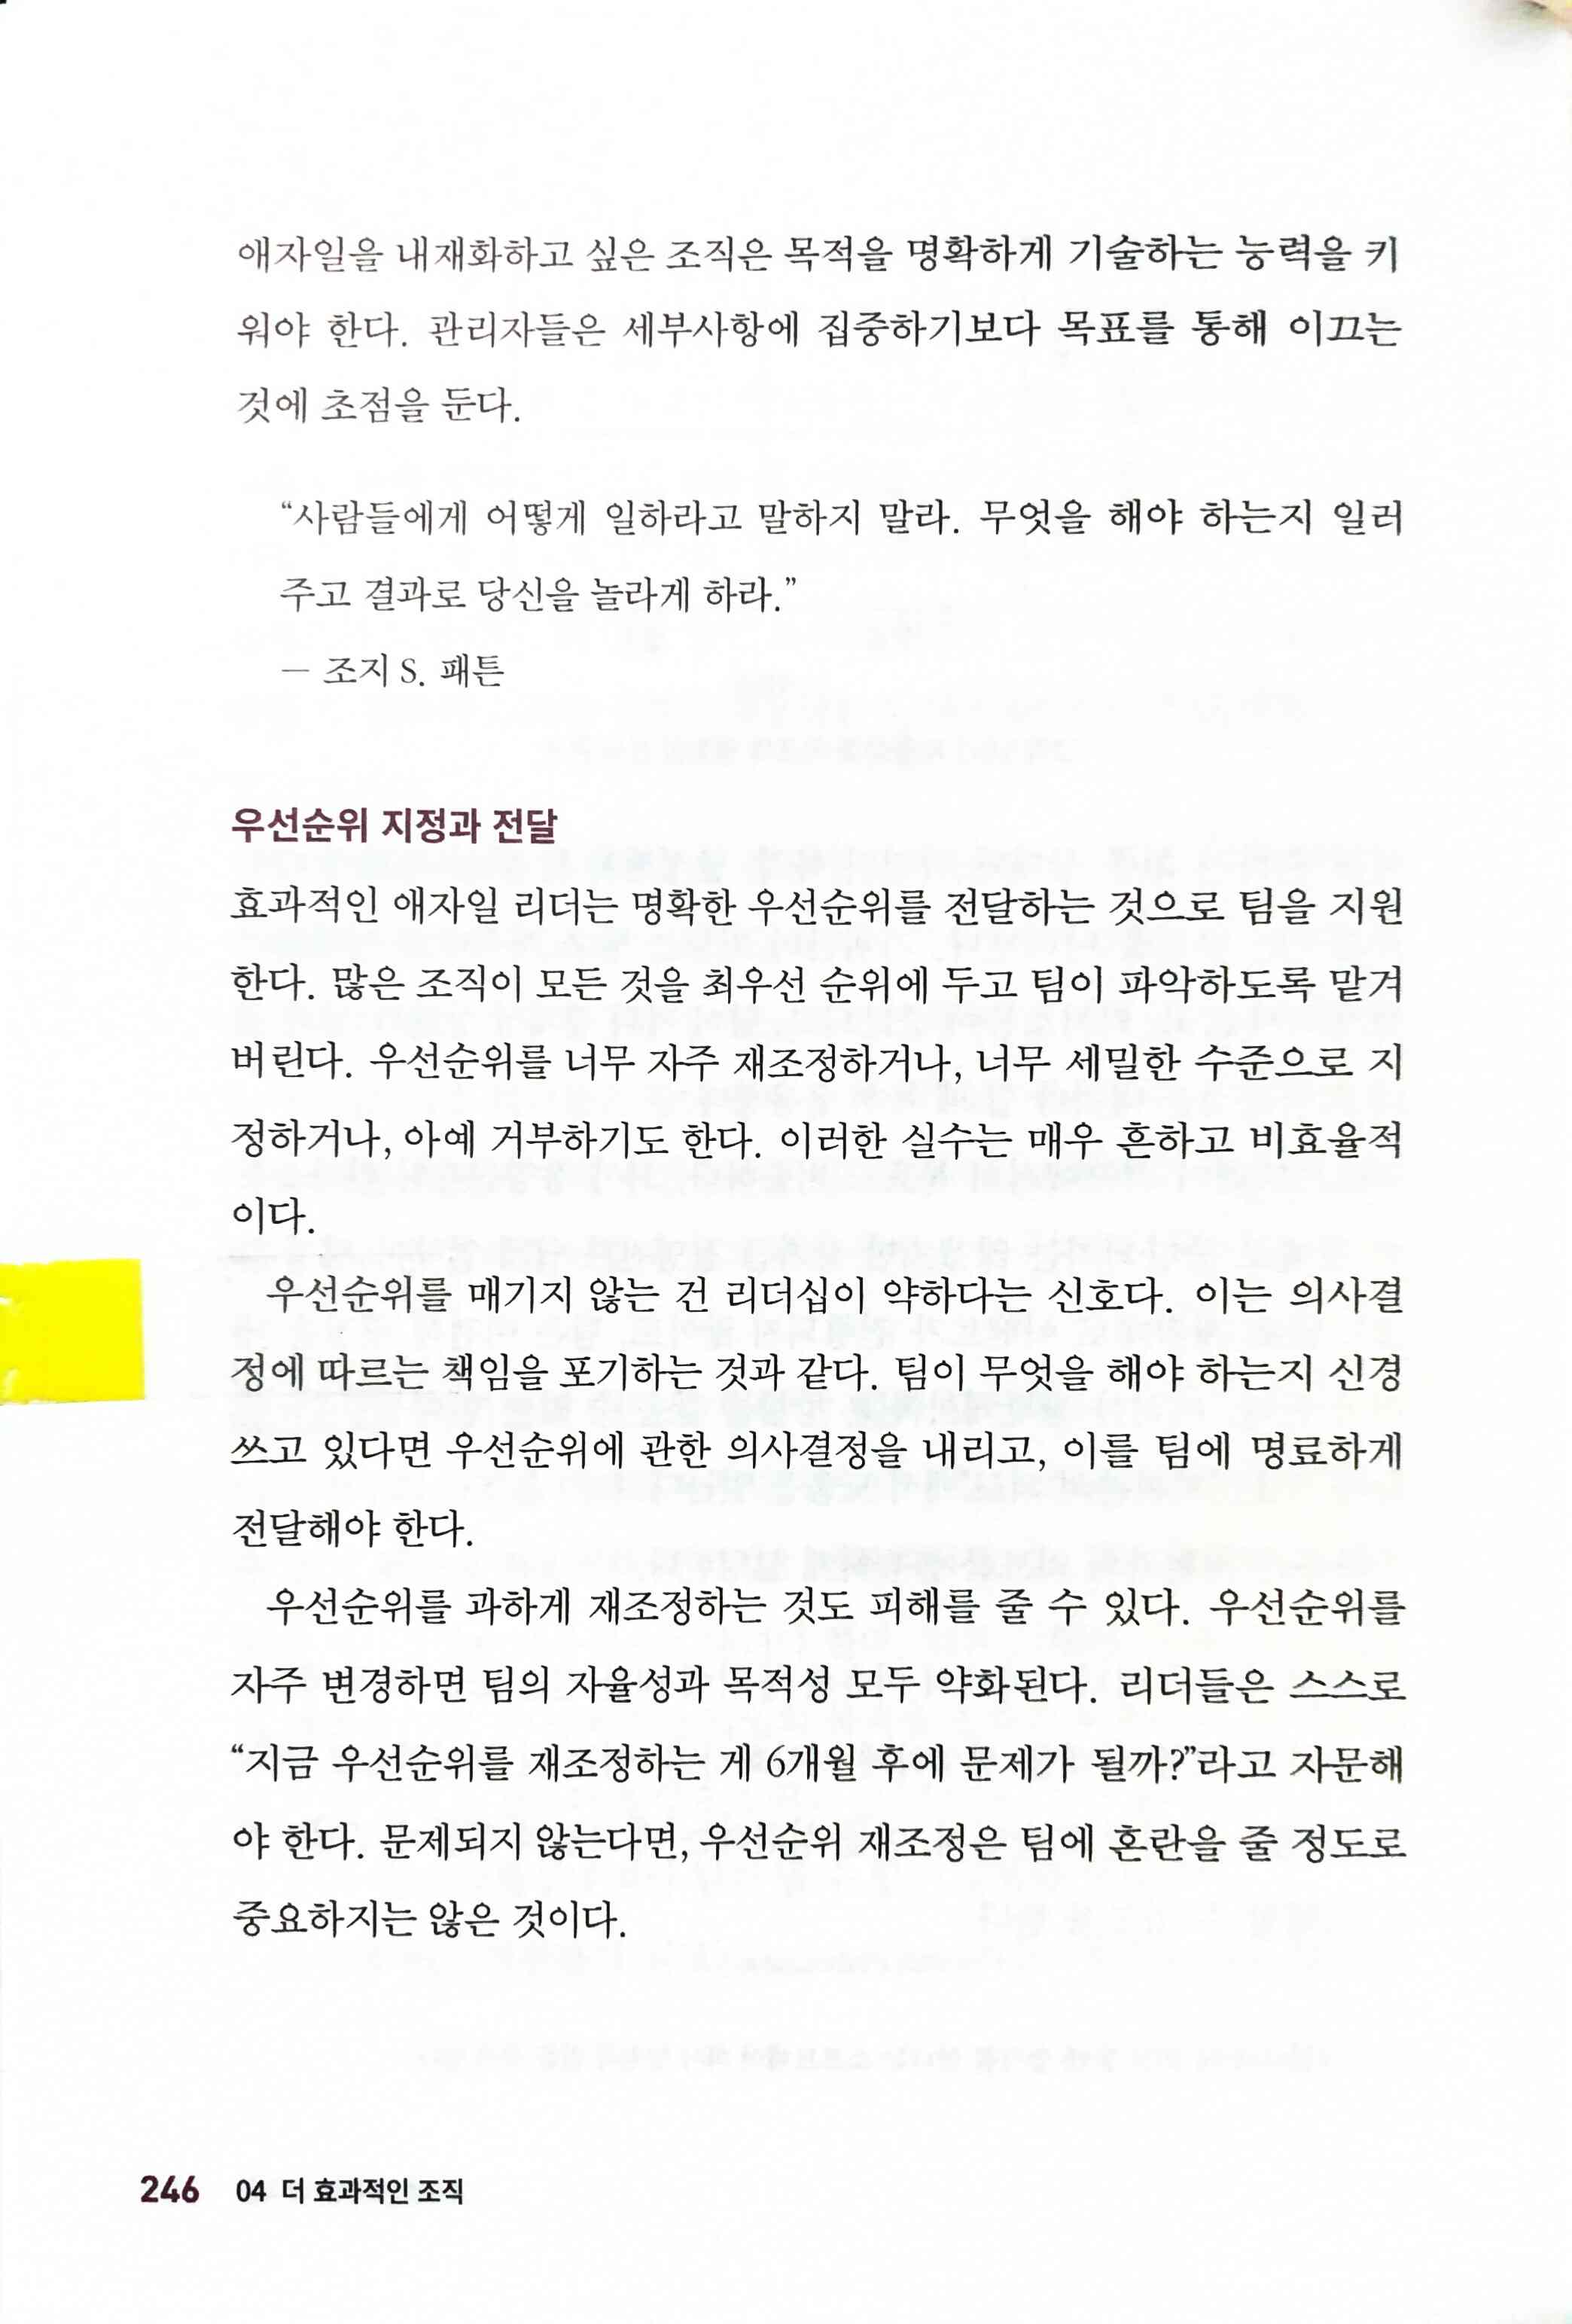 애자일을 내재화하고 싶은 조직은 목적을 명확하게 기술하는 능력을 키
워야 한다. 관리자들은 세부사항에 집중하기보다 목표를 통해 이끄는
것에 초점을 둔다.
“사람들에게 어떻게 일하라고 말하지 말라. 무엇을 해야 하는지 일러
주고 결과로 당신을 놀라게 하라.”
— 조지 S. 패튼
우선순위 지정과 전달
효과적인 애자일 리더는 명확한 우선순위를 전달하는 것으로 팀을 지원
한다. 많은 조직이 모든 것을 최우선 순위에 두고 팀이 파악하도록 맡겨
버린다. 우선순위를 너무 자주 재조정하거나, 너무 세밀한 수준으로 지
정하거나, 아예 거부하기도 한다. 이러한 실수는 매우 흔하고 비효율적
이다.
우선순위를 매기지 않는 건 리더십이 약하다는 신호다. 이는 의사결
정에 따르는 책임을 포기하는 것과 같다. 팀이 무엇을 해야 하는지 신경
쓰고 있다면 우선순위에 관한 의사결정을 내리고, 이를 팀에 명료하게
전달해야 한다.
우선순위를 과하게 재조정하는 것도 피해를 줄 수 있다. 우선순위를
자주 변경하면 팀의 자율성과 목적성 모두 약화된다. 리더들은 스스로
“지금 우선순위를 재조정하는 게 6개월 후에 문제가 될까?”라고 자문해
야 한다. 문제되지 않는다면, 우선순위 재조정은 팀에 혼란을 줄 정도로
중요하지는 않은 것이다.
246 04 더 효과적인 조직